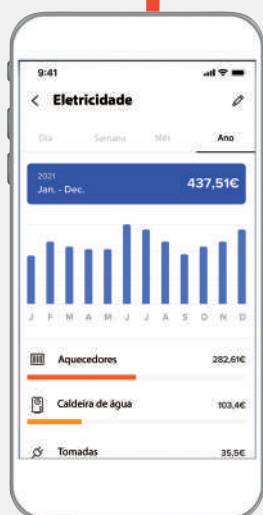 9:41
Eletricidade
Dia Semana Mês Ano
2021
Jan. - Dec.
437,51€
J F M A M J J A S O N D
Aquecedores 282,61€
Caldeira de água 103,4€
Tomadas 35,5€